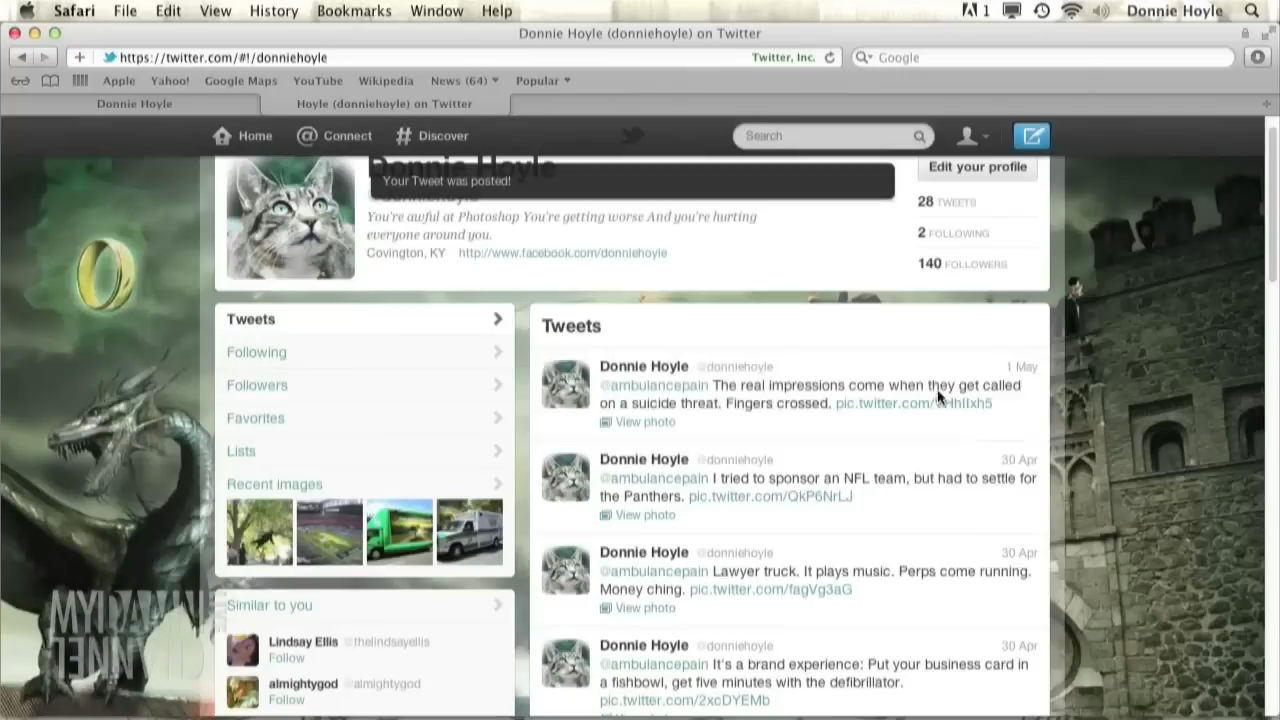 Safari File Edit View History Bookmarks Window Help 1 Donnie Hoyle
Donnie Hoyle (donniehoyle) on Twitter
https://twitter.com/#!/donniehoyle Twitter, Inc. Google
Apple Yahoo! Google Maps YouTube Wikipedia News (64) Popular
Donnie Hoyle Hoyle (donniehoyle) on Twitter
Home @ Connect # Discover Search
Donnie Hoyle
Your Tweet was posted!
You're awful at Photoshop You're getting worse And you're hurting
everyone around you.
Covington, KY http://www.facebook.com/donniehoyle
Edit your profile
28 TWEETS
2 FOLLOWING
140 FOLLOWERS
Tweets
Following
Followers
Favorites
Lists
Recent images
Similar to you
Lindsay Ellis @thelindsayellis
Follow
almightygod @almightygod
Follow
Tweets
Donnie Hoyle @donniehoyle 1 May
@ambulancepain The real impressions come when they get called
on a suicide threat. Fingers crossed.
View photo
Donnie Hoyle @donniehoyle 30 Apr
@ambulancepain I tried to sponsor an NFL team, but had to settle for
the Panthers. pic.twitter.com/QkP6NrLJ
View photo
Donnie Hoyle @donniehoyle 30 Apr
@ambulancepain Lawyer truck. It plays music. Perps come running.
Money ching. pic.twitter.com/fagVg3aG
View photo
Donnie Hoyle @donniehoyle 30 Apr
@ambulancepain It's a brand experience: Put your business card in
a fishbowl, get five minutes with the defibrillator.
pic.twitter.com/2xcDYEMb